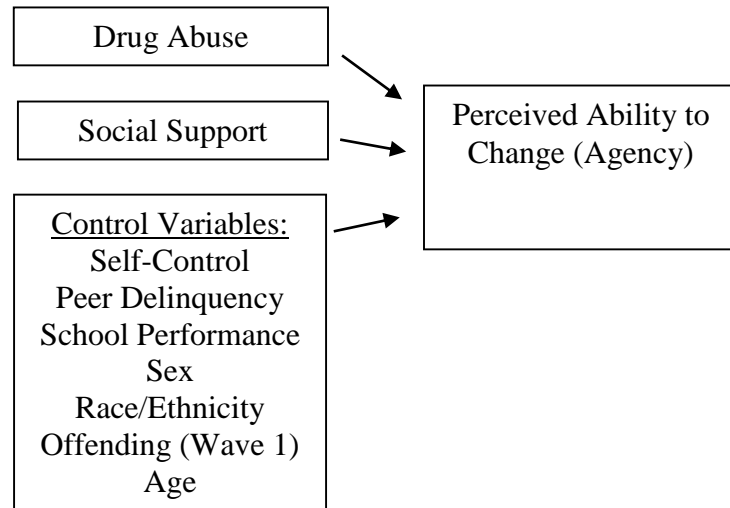 Drug Abuse
Social Support
Perceived Ability to
Change (Agency)
Control Variables:
Self-Control
Peer Delinquency
School Performance
Sex
Race/Ethnicity
Offending (Wave 1)
Age